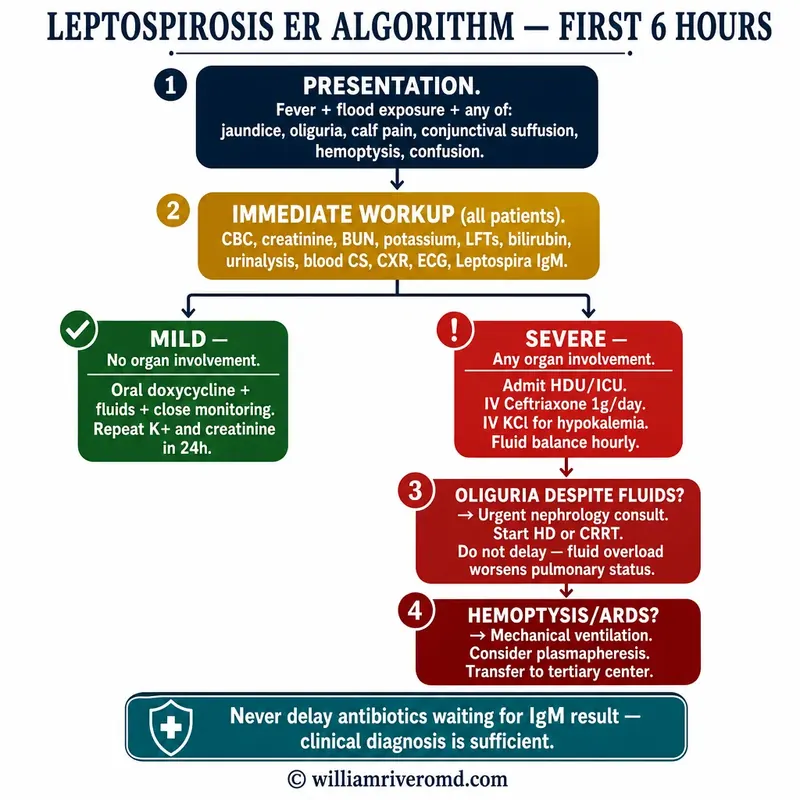 LEPTOSPIROSIS ER ALGORITHM — FIRST 6 HOURS
1
PRESENTATION.
Fever + flood exposure + any of:
jaundice, oliguria, calf pain, conjunctival suffusion,
hemoptysis, confusion.
2
IMMEDIATE WORKUP (all patients).
CBC, creatinine, BUN, potassium, LFTs, bilirubin,
urinalysis, blood CS, CXR, ECG, Leptospira IgM.
MILD —
No organ involvement.
Oral doxycycline +
fluids + close monitoring.
Repeat K+ and creatinine
in 24h.
!
SEVERE —
Any organ involvement.
Admit HDU/ICU.
IV Ceftriaxone 1g/day.
IV KCl for hypokalemia.
Fluid balance hourly.
3
OLIGURIA DESPITE FLUIDS?
→ Urgent nephrology consult.
Start HD or CRRT.
Do not delay — fluid overload
worsens pulmonary status.
4
HEMOPTYSIS/ARDS?
→ Mechanical ventilation.
Consider plasmapheresis.
Transfer to tertiary center.
Never delay antibiotics waiting for IgM result —
clinical diagnosis is sufficient.
© williamriveromd.com